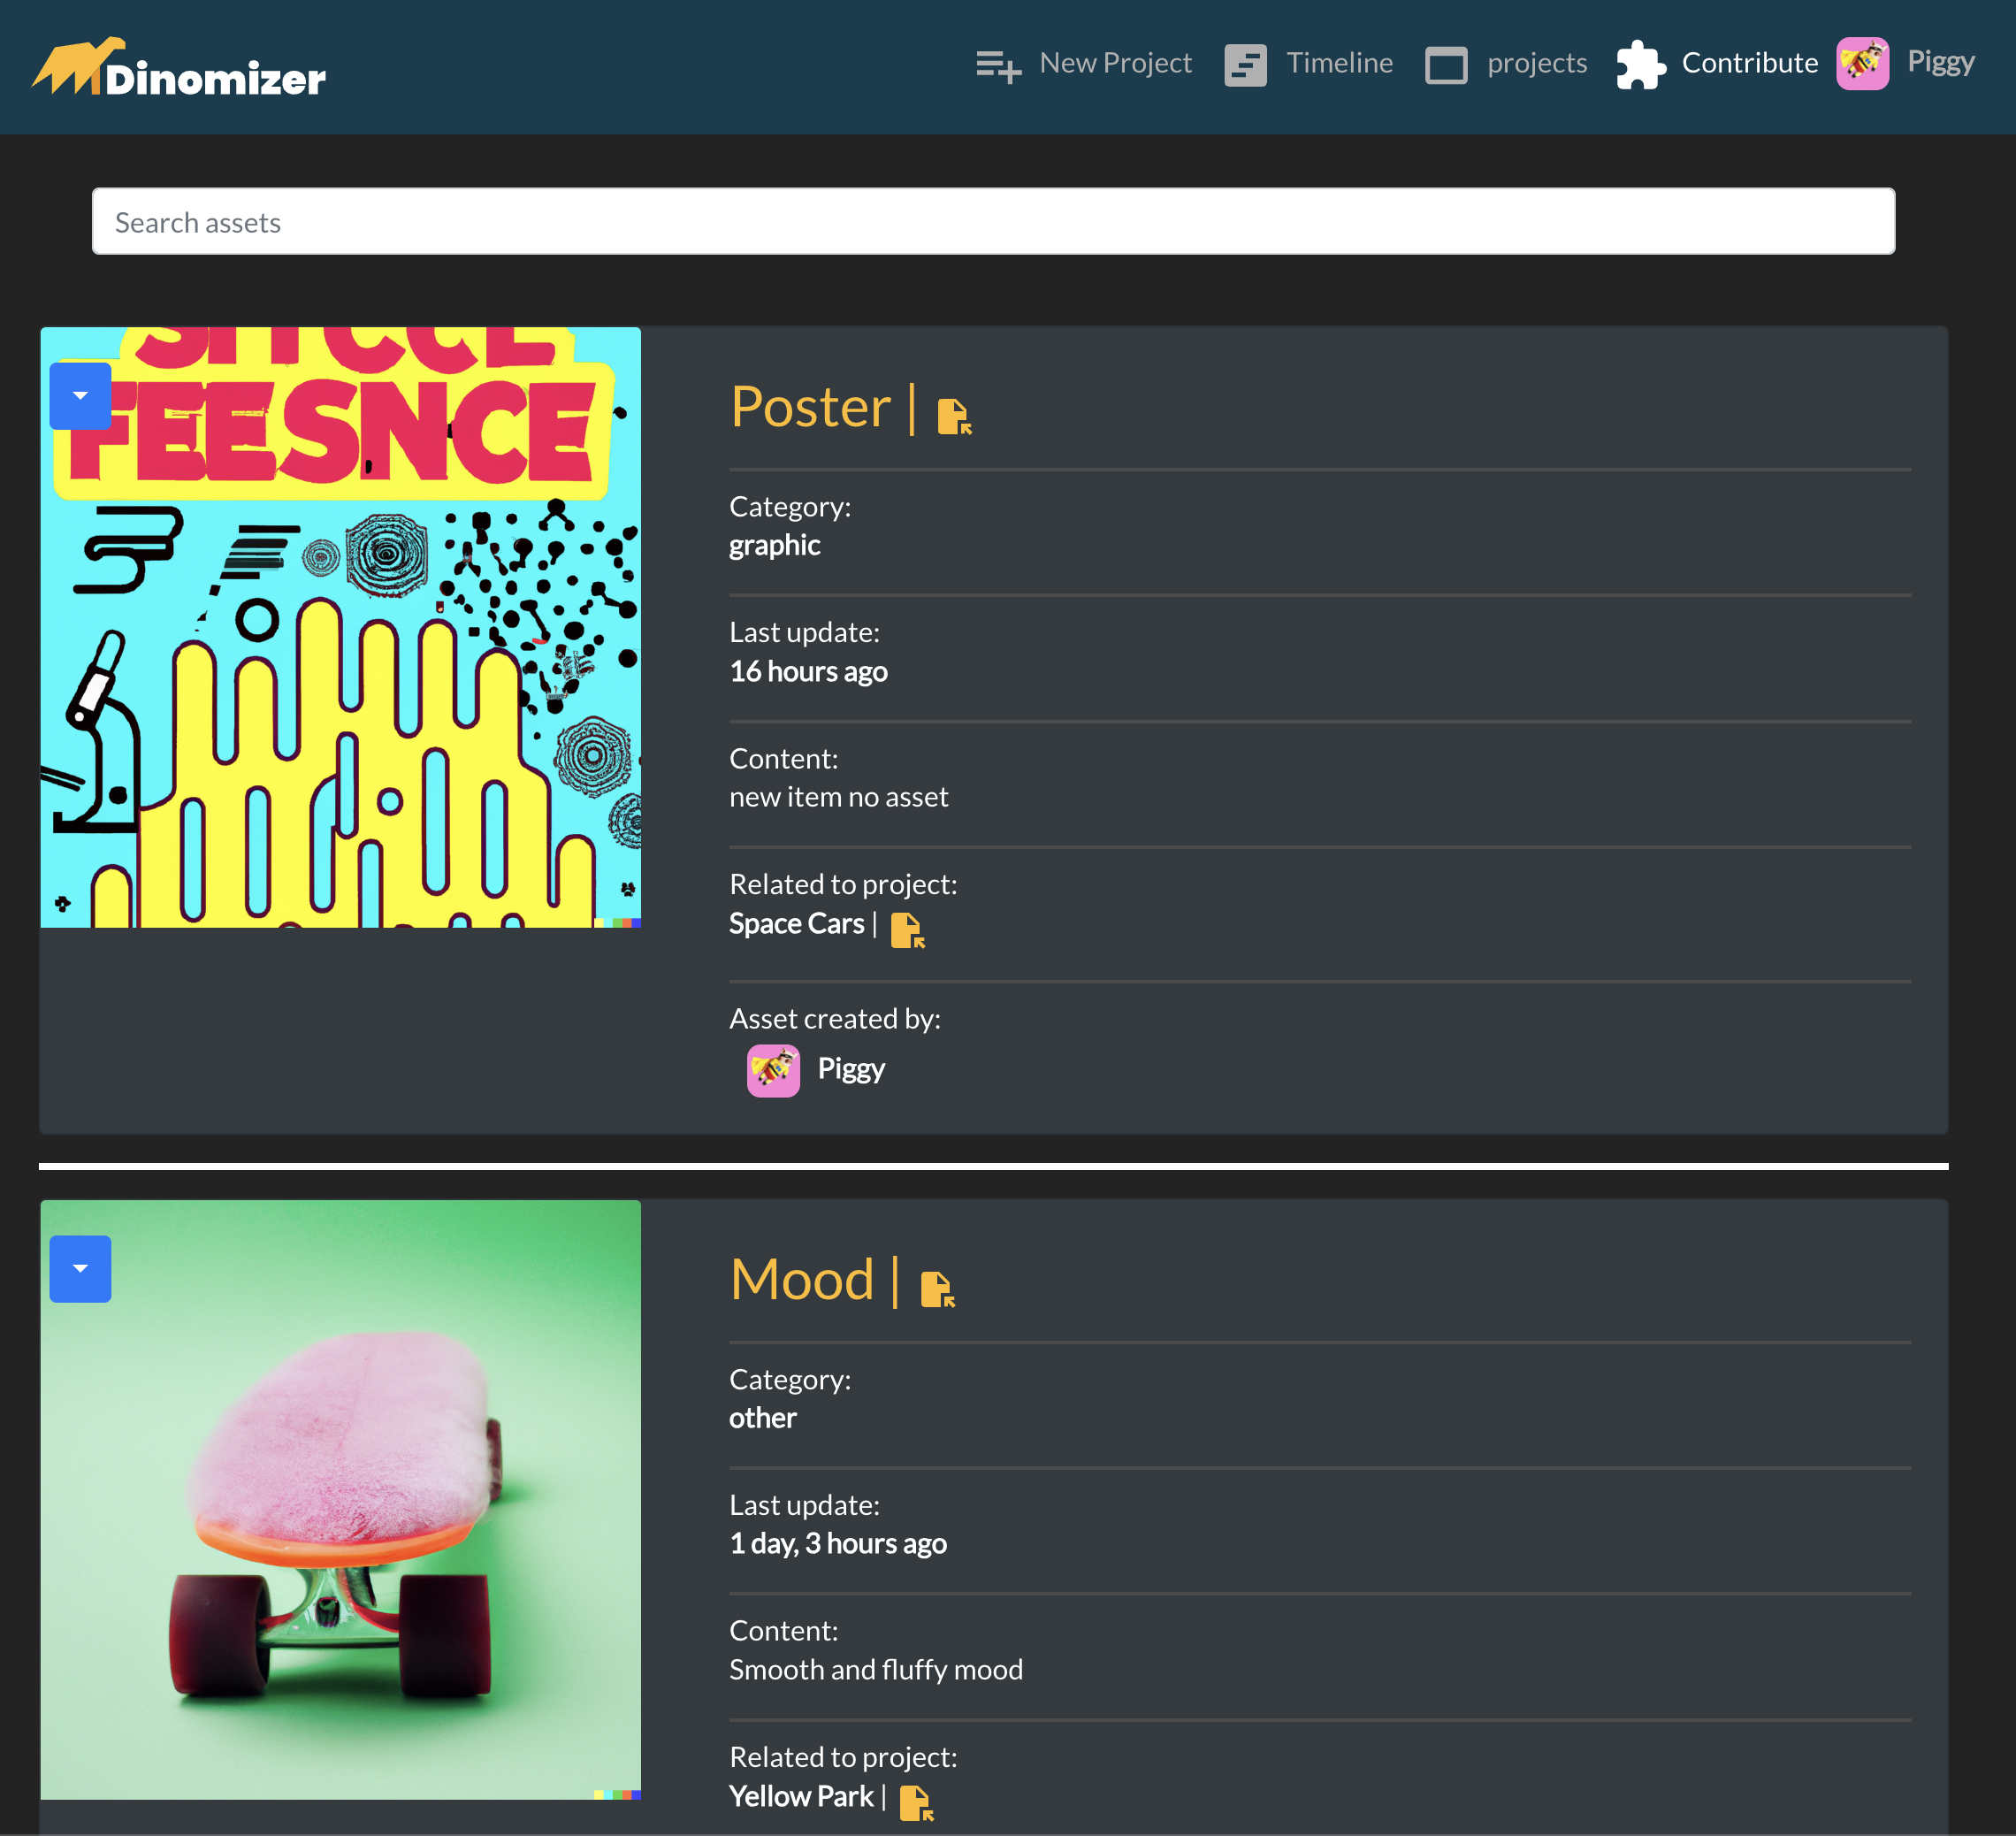 Dinomizer
New Project
Timeline
projects
Contribute
Piggy
Search assets
FEESNCE
Poster |
Category:
graphic
Last update:
16 hours ago
Content:
new item no asset
Related to project:
Space Cars |
Asset created by:
Piggy
Mood |
Category:
other
Last update:
1 day, 3 hours ago
Content:
Smooth and fluffy mood
Related to project:
Yellow Park |